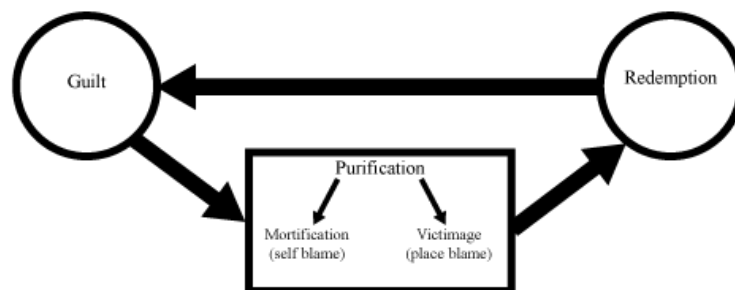 Guilt
Redemption
Purification
Mortification
(self blame)
Victimage
(place blame)